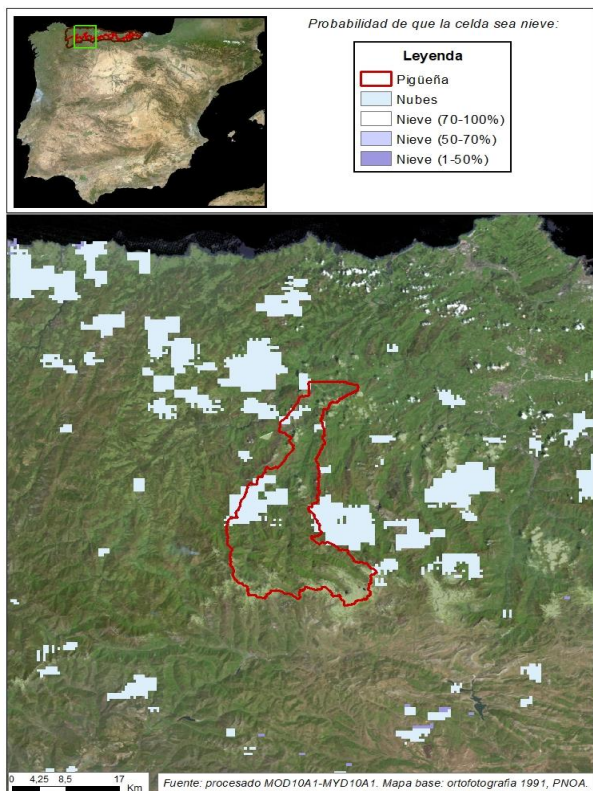 Probabilidad de que la celda sea nieve:
Leyenda
Pigüeña
Nubes
Nieve (70-100%)
Nieve (50-70%)
Nieve (1-50%)
0 4,25 8,5 17
Km
Fuente: procesado MOD10A1-MYD10A1. Mapa base: ortofotografia 1991, PNOA.